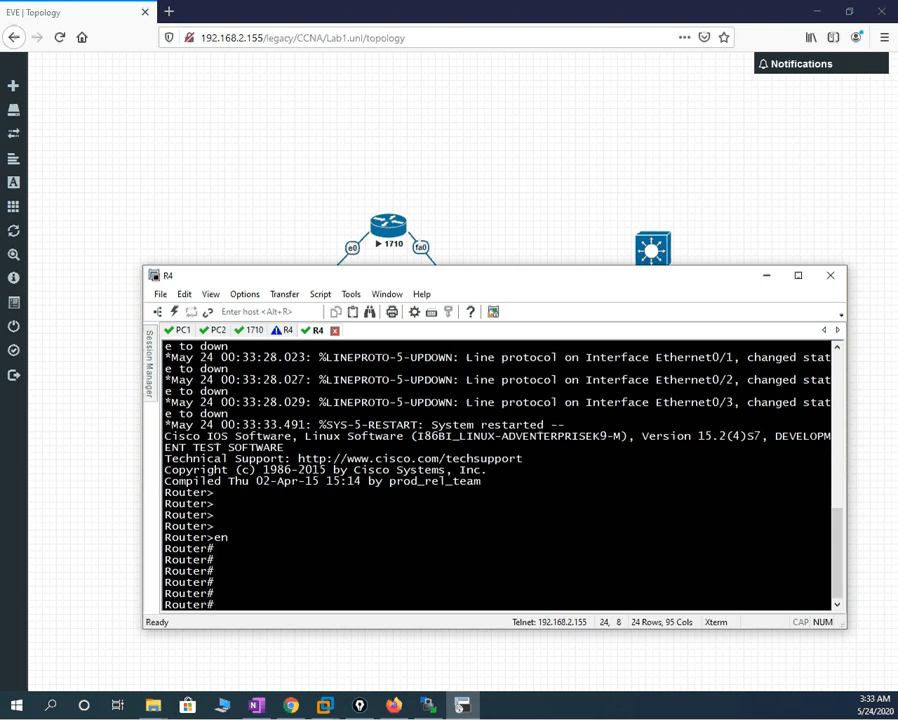 EVE | Topology
192.168.2.155/legacy/CCNA/Lab1.unl/topology
Notifications
e0
fa0
1710
R4
File Edit View Options Transfer Script Tools Window Help
Enter host <Alt+R>
PC1 PC2 1710 R4 R4
Session Manager
e to down
*May 24 00:33:28.023: %LINEPROTO-5-UPDOWN: Line protocol on Interface Ethernet0/1, changed stat
e to down
*May 24 00:33:28.027: %LINEPROTO-5-UPDOWN: Line protocol on Interface Ethernet0/2, changed stat
e to down
*May 24 00:33:28.029: %LINEPROTO-5-UPDOWN: Line protocol on Interface Ethernet0/3, changed stat
e to down
*May 24 00:33:33.491: %SYS-5-RESTART: System restarted --
Cisco IOS Software, Linux Software (I86BI_LINUX-ADVENTERPRISEK9-M), Version 15.2(4)S7, DEVELOPM
ENT TEST SOFTWARE
Technical Support: http://www.cisco.com/techsupport
Copyright (c) 1986-2015 by Cisco Systems, Inc.
Compiled Thu 02-Apr-15 15:14 by prod_rel_team
Router>
Router>
Router>
Router>
Router>en
Router#
Router#
Router#
Router#
Router#
Router#
Ready Telnet: 192.168.2.155 24, 8 24 Rows, 95 Cols Xterm CAP NUM
3:33 AM
5/24/2020